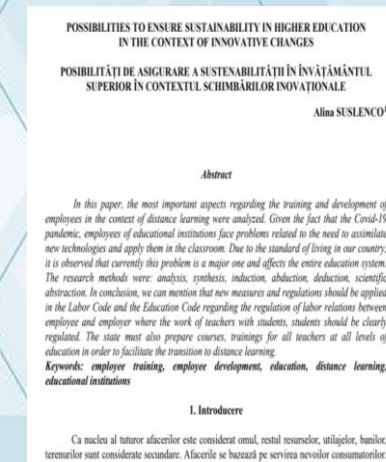 POSSIBILITIES TO ENSURE SUSTAINABILITY IN HIGHER EDUCATION
IN THE CONTEXT OF INNOVATIVE CHANGES
POSIBILITĂȚI DE ASIGURARE A SUSTENABILITĂȚII ÎN ÎNVĂȚĂMÂNTUL
SUPERIOR ÎN CONTEXTUL SCHIMBĂRILOR INOVAȚIONALE
Alina SUSLENCO¹
Abstract
In this paper, the most important aspects regarding the training and development of
employees in the context of distance learning were analyzed. Given the fact that the Covid-19
pandemic, employees of educational institutions face problems related to the need to assimilate
new technologies and apply them in the classroom. Due to the standard of living in our country,
it is observed that currently this problem is a major one and affects the entire education system.
The research methods were: analysis, synthesis, induction, abduction, deduction, scientific
abstraction. In conclusion, we can mention that new measures and regulations should be applied
in the Labor Code and the Education Code regarding the regulation of labor relations between
employee and employer where the work of teachers with students, students should be clearly
regulated. The state must also prepare courses, trainings for all teachers at all levels of
education in order to facilitate the transition to distance learning.
Keywords: employee training, employee development, education, distance learning,
educational institutions
1. Introducere
Ca nucleu al tuturor afacerilor este considerat omul, restul resurselor, utilajelor, banilor,
terenurilor sunt considerate secundare. Afacerile se bazează pe servirea nevoilor consumatorilor.